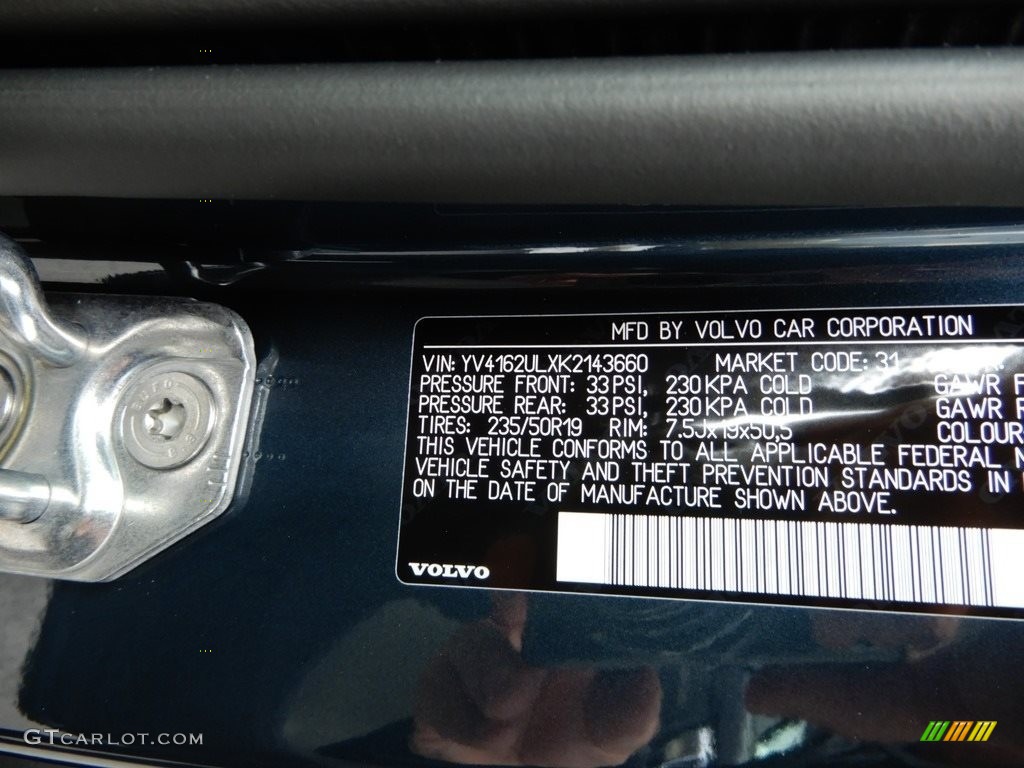 MFD BY VOLVO CAR CORPORATION
VIN: YV4162ULXK2143660 MARKET CODE: 31
PRESSURE FRONT: 33 PSI, 230 KPA COLD GAWR F
PRESSURE REAR: 33 PSI, 230 KPA COLD GAWR
TIRES: 235/50R19 RIM: 7.5Jx19x50,5 COLOUR
THIS VEHICLE CONFORMS TO ALL APPLICABLE FEDERAL
VEHICLE SAFETY AND THEFT PREVENTION STANDARDS IN
ON THE DATE OF MANUFACTURE SHOWN ABOVE.
VOLVO
GTCARLOT.COM